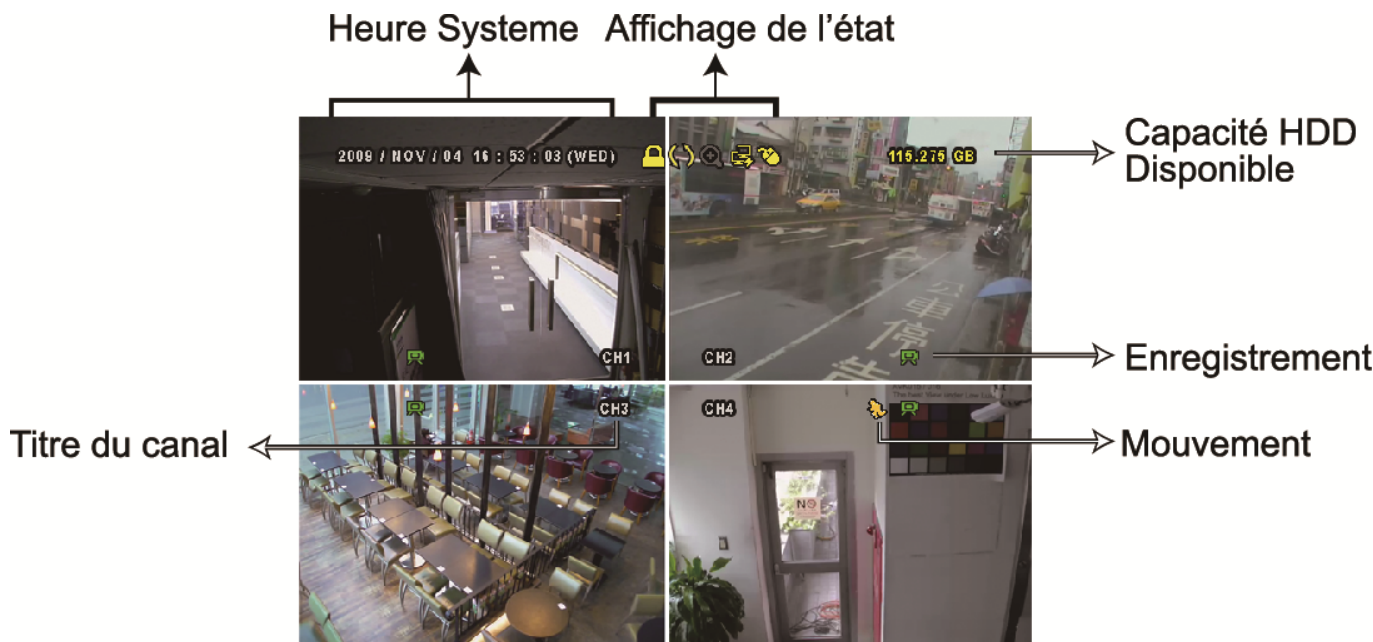 Heure Systeme Affichage de l'état
2009 / NOV / 04 16 : 53 : 03 (WED)
115.275 GB
Capacité HDD
Disponible
CH1
CH2
Enregistrement
CH3
CH4
Titre du canal
Mouvement
NO